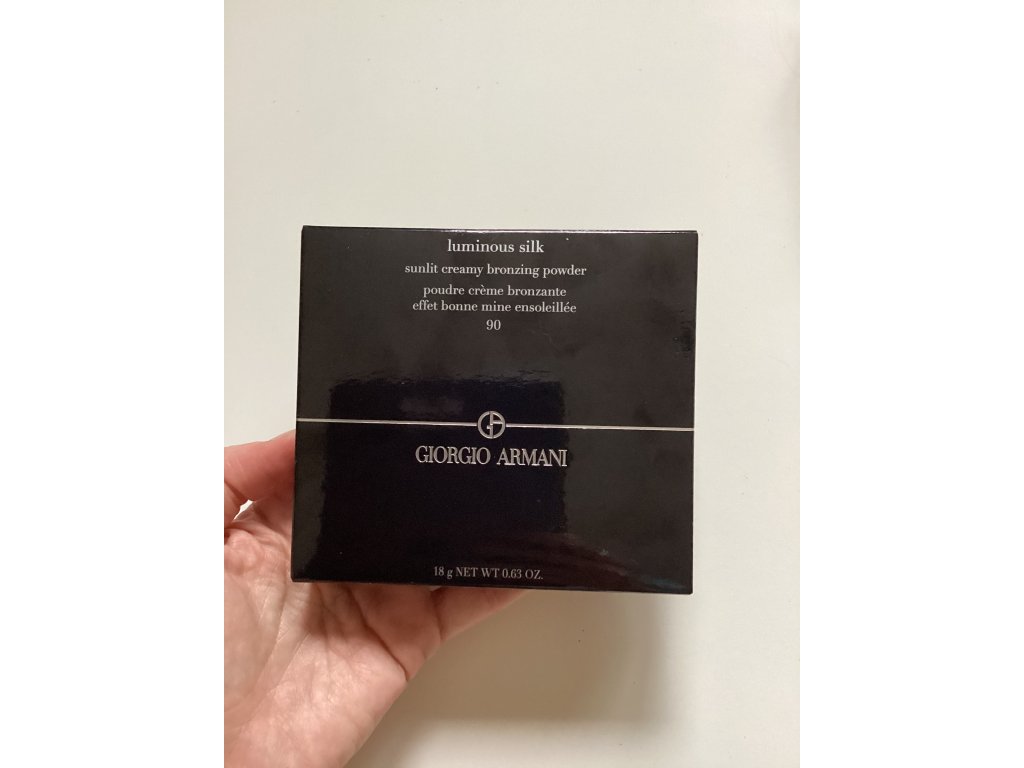 luminous silk
sunlit creamy bronzing powder
poudre crème bronzante
effet bonne mine ensoleillée
90
GA
GIORGIO ARMANI
18 g NET WT 0.63 OZ.